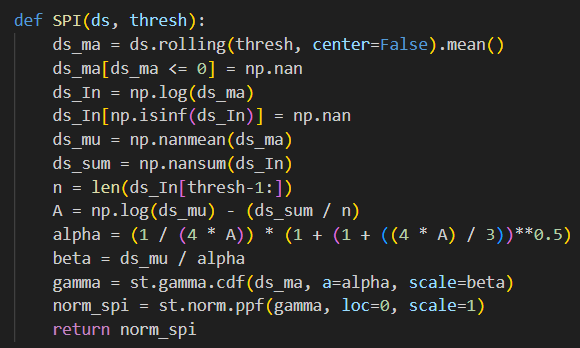 def SPI(ds, thresh):
    ds_ma = ds.rolling(thresh, center=False).mean()
    ds_ma[ds_ma <= 0] = np.nan
    ds_In = np.log(ds_ma)
    ds_In[np.isinf(ds_In)] = np.nan
    ds_mu = np.nanmean(ds_ma)
    ds_sum = np.nansum(ds_In)
    n = len(ds_In[thresh-1:])
    A = np.log(ds_mu) - (ds_sum / n)
    alpha = (1 / (4 * A)) * (1 + (1 + ((4 * A) / 3))**0.5)
    beta = ds_mu / alpha
    gamma = st.gamma.cdf(ds_ma, a=alpha, scale=beta)
    norm_spi = st.norm.ppf(gamma, loc=0, scale=1)
    return norm_spi